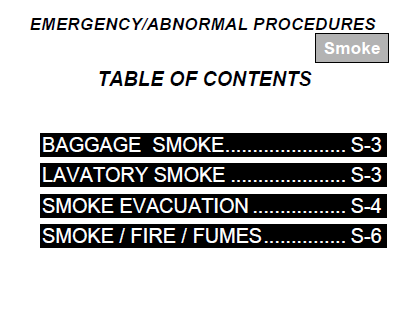 EMERGENCY/ABNORMAL PROCEDURES
Smoke
TABLE OF CONTENTS
BAGGAGE SMOKE...................... S-3
LAVATORY SMOKE ..................... S-3
SMOKE EVACUATION ................. S-4
SMOKE / FIRE / FUMES............... S-6